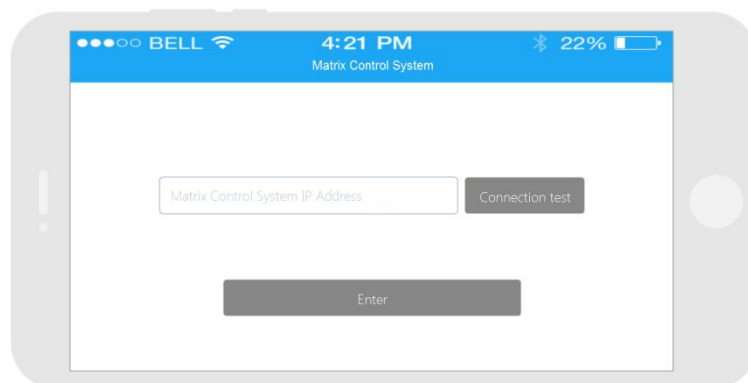 BELL 4:21 PM 22%
Matrix Control System
Matrix Control System IP Address
Connection test
Enter